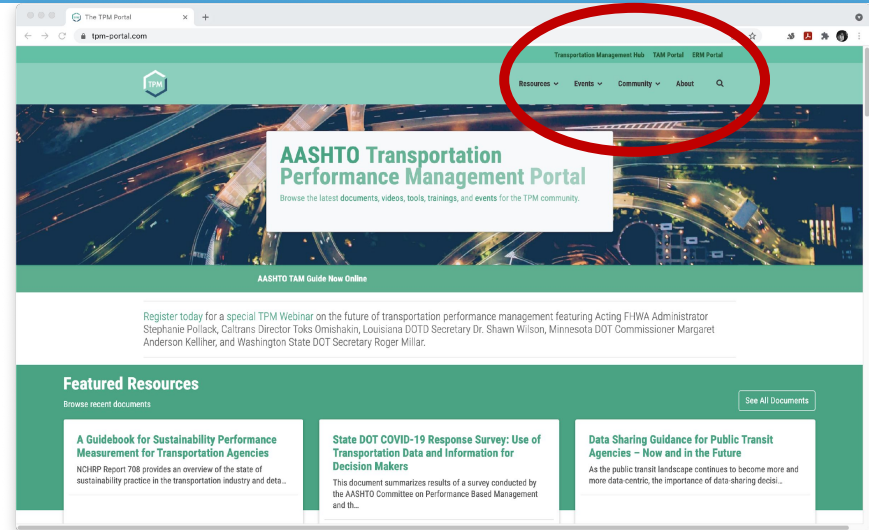 The TPM Portal
tpm-portal.com
Transportation Management Hub TAM Portal ERM Portal
TPM
Resources Events Community About
AASHTO Transportation
Performance Management Portal
Browse the latest documents, videos, tools, trainings, and events for the TPM community.
AASHTO TAM Guide Now Online
Register today for a special TPM Webinar on the future of transportation performance management featuring Acting FHWA Administrator
Stephanie Pollack, Caltrans Director Toks Omishakin, Louisiana DOTD Secretary Dr. Shawn Wilson, Minnesota DOT Commissioner Margaret
Anderson Kelliher, and Washington State DOT Secretary Roger Millar.
Featured Resources
Browse recent documents
See All Documents
A Guidebook for Sustainability Performance
Measurement for Transportation Agencies
NCHRP Report 708 provides an overview of the state of
sustainability practice in the transportation industry and deta...
State DOT COVID-19 Response Survey: Use of
Transportation Data and Information for
Decision Makers
This document summarizes results of a survey conducted by
the AASHTO Committee on Performance Based Management
and th...
Data Sharing Guidance for Public Transit
Agencies – Now and in the Future
As the public transit landscape continues to become more and
more data-centric, the importance of data-sharing decisi...